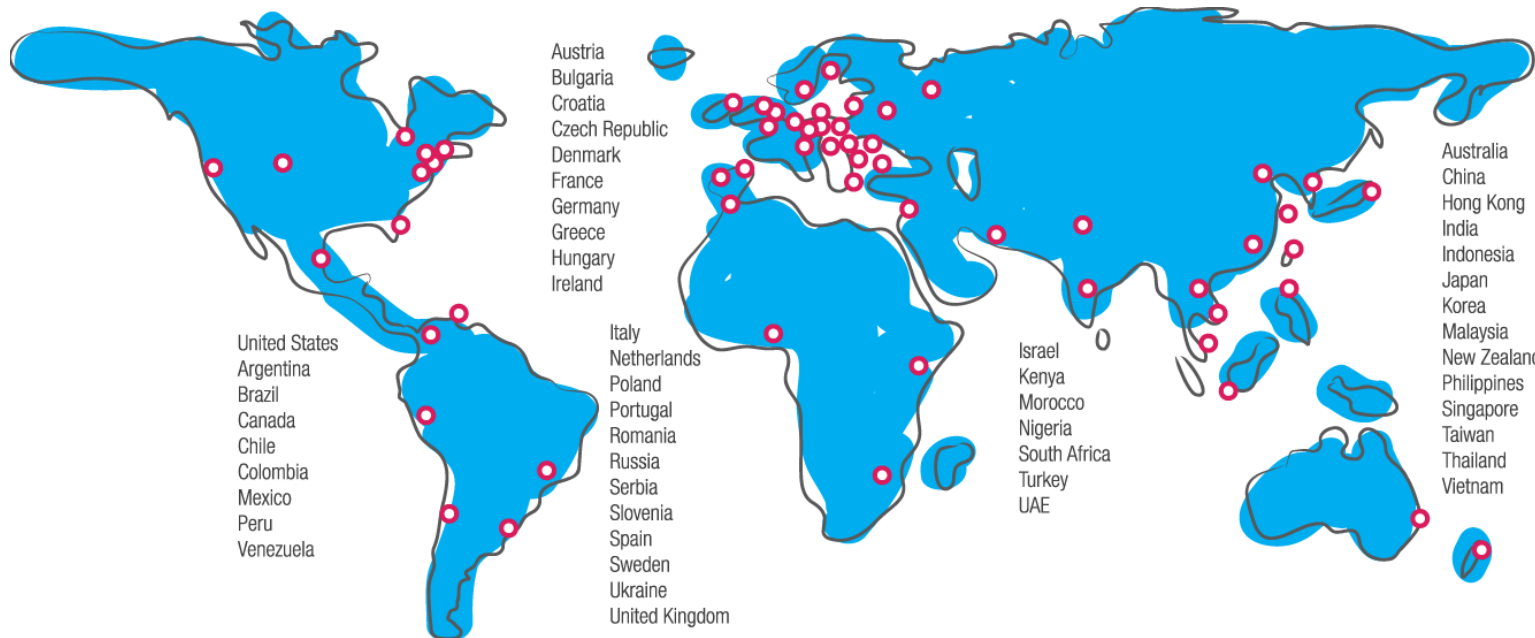 Austria
Bulgaria
Croatia
Czech Republic
Denmark
France
Germany
Greece
Hungary
Ireland
United States
Argentina
Brazil
Canada
Chile
Colombia
Mexico
Peru
Venezuela
Italy
Netherlands
Poland
Portugal
Romania
Russia
Serbia
Slovenia
Spain
Sweden
Ukraine
United Kingdom
Israel
Kenya
Morocco
Nigeria
South Africa
Turkey
UAE
Australia
China
Hong Kong
India
Indonesia
Japan
Korea
Malaysia
New Zealand
Philippines
Singapore
Taiwan
Thailand
Vietnam